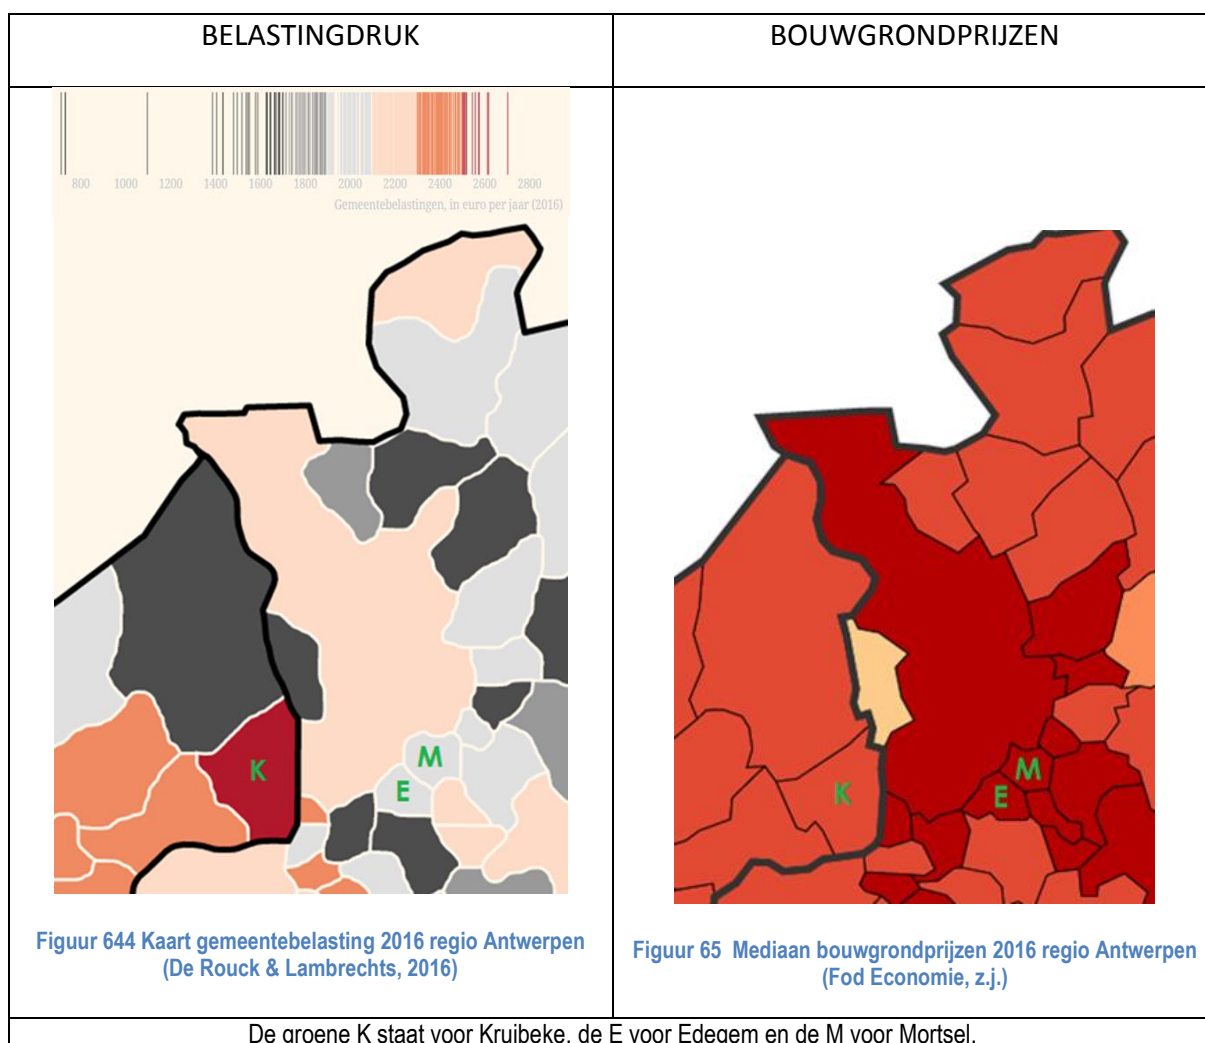 BELASTINGDRUK
BOUWGRONDPRIJZEN
800 1000 1200 1400 1600 1800 2000 2200 2400 2600 2800
Gemeentebelastingen, in euro per jaar (2016)
K
M
E
Figuur 644 Kaart gemeentebelasting 2016 regio Antwerpen
(De Rouck & Lambrechts, 2016)
K
M
E
Figuur 65 Mediaan bouwgrondprijzen 2016 regio Antwerpen
(Fod Economie, z.j.)
De groene K staat voor Kruibeke, de E voor Edegem en de M voor Mortsel.